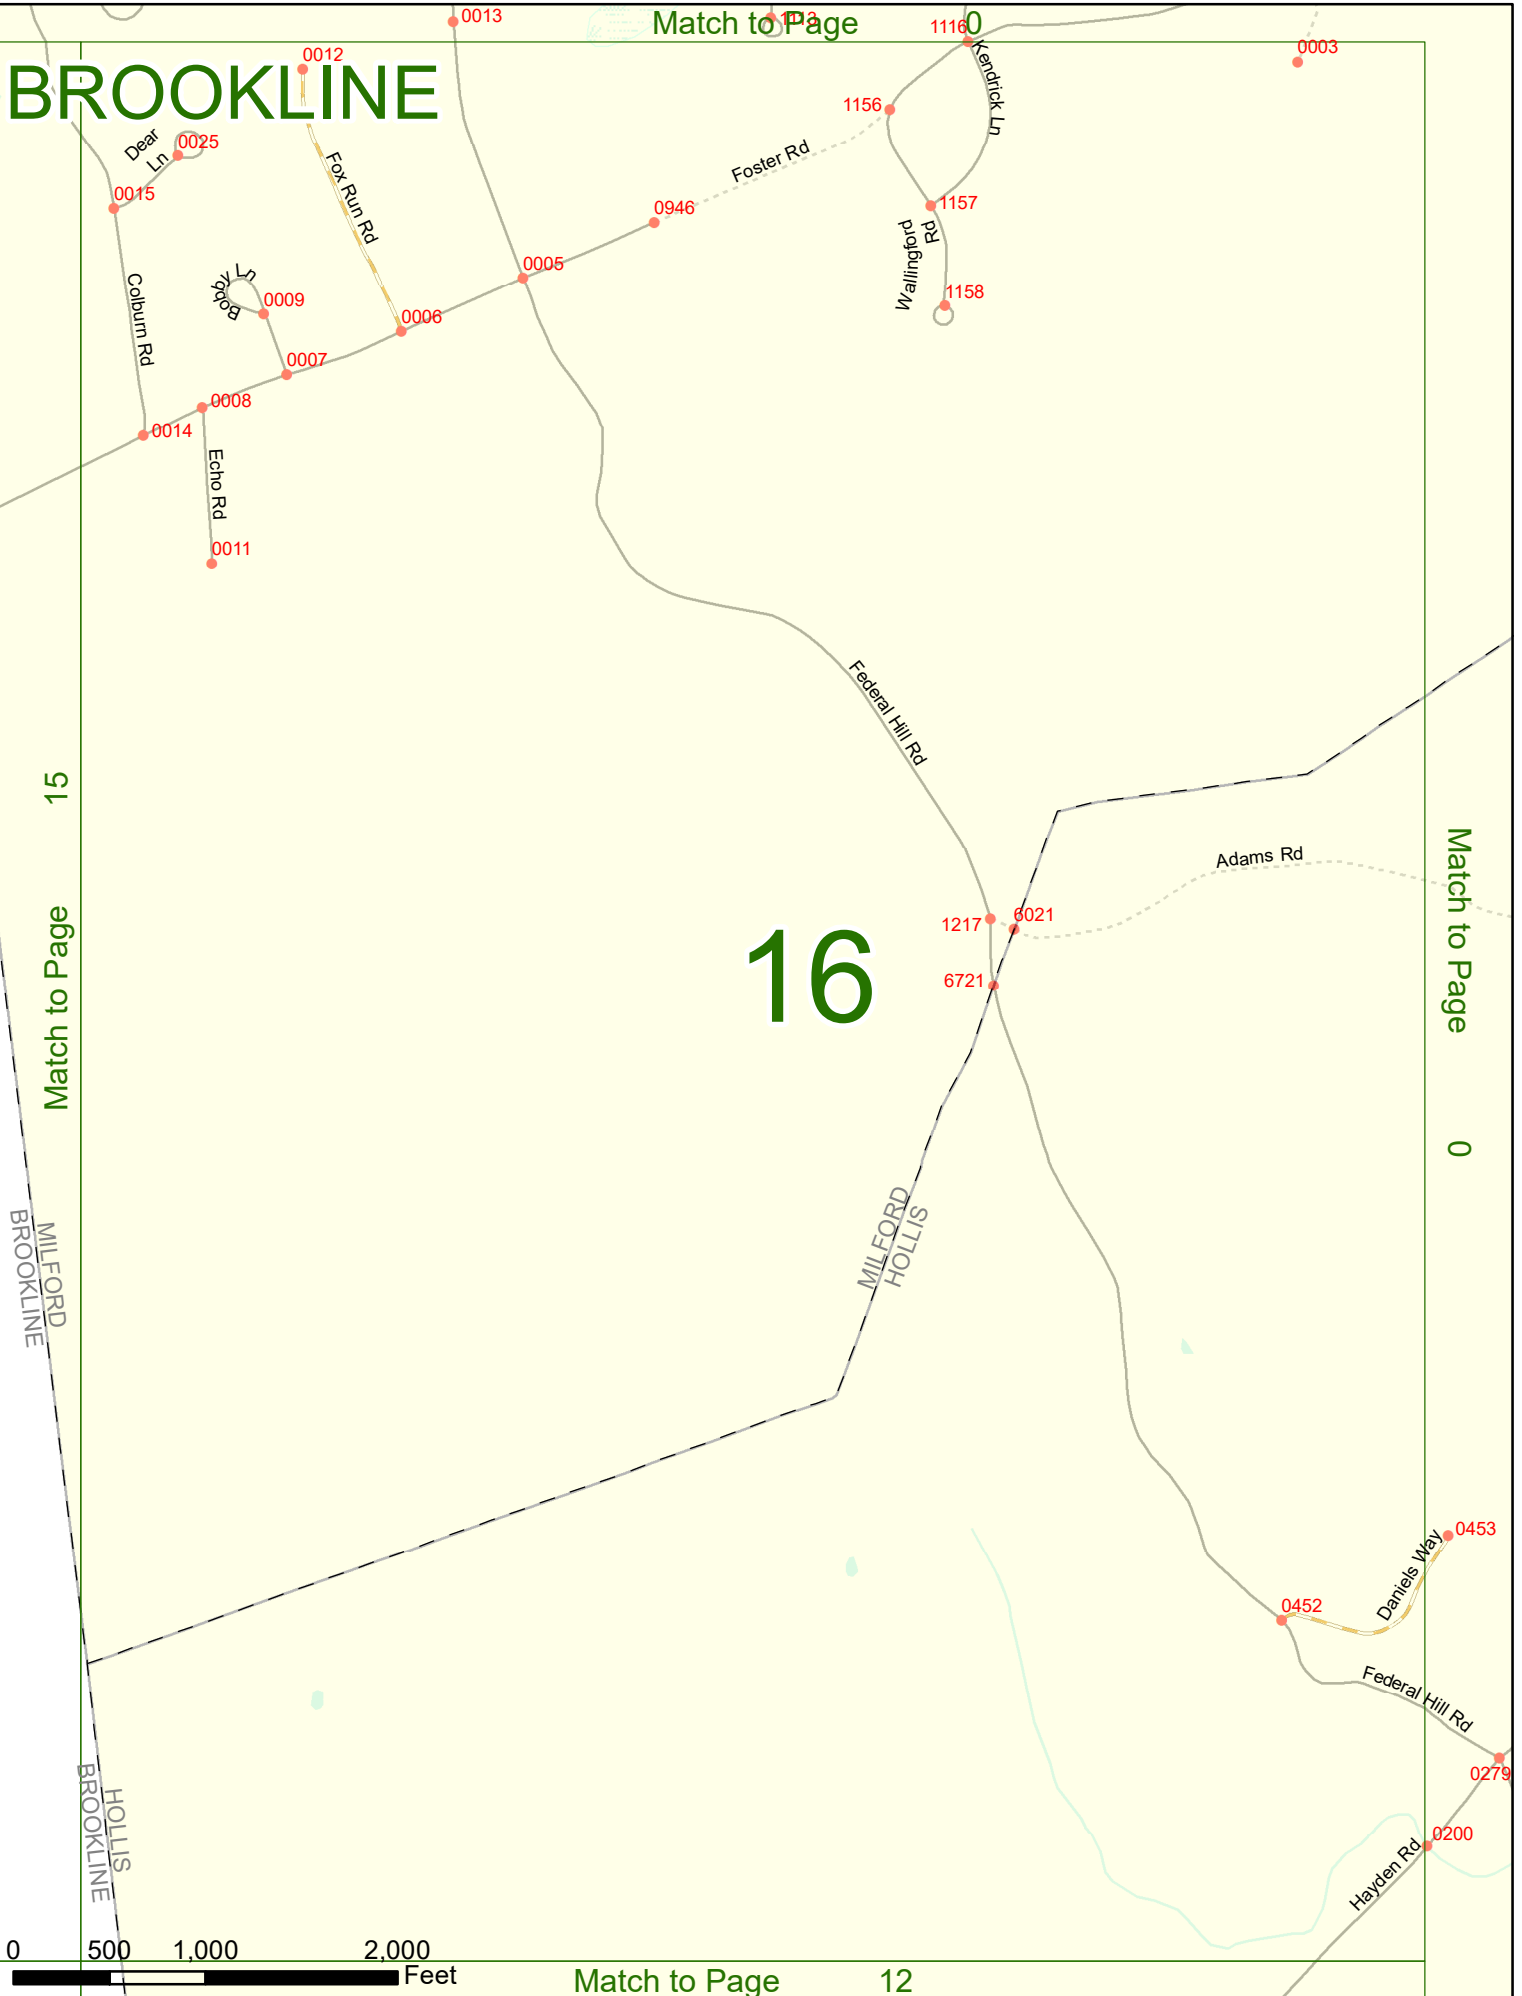 0013
Match to Page 0
1113
1116
0012
0003
BROOKLINE
Kendrick Ln
1156
Dear Ln
0025
Foster Rd
Fox Run Rd
0015
0946
1157
Wallingford Rd
0005
Bobby Ln
Colburn Rd
0009
1158
0006
0007
0008
0014
Echo Rd
0011
Federal Hill Rd
Match to Page 15
Adams Rd
Match to Page 0
1217
6021
16
6721
MILFORD
HOLLIS
MILFORD
BROOKLINE
0453
Daniels Way
0452
Federal Hill Rd
0279
HOLLIS
BROOKLINE
0200
Hayden Rd
0 500 1,000 2,000
Feet
Match to Page 12